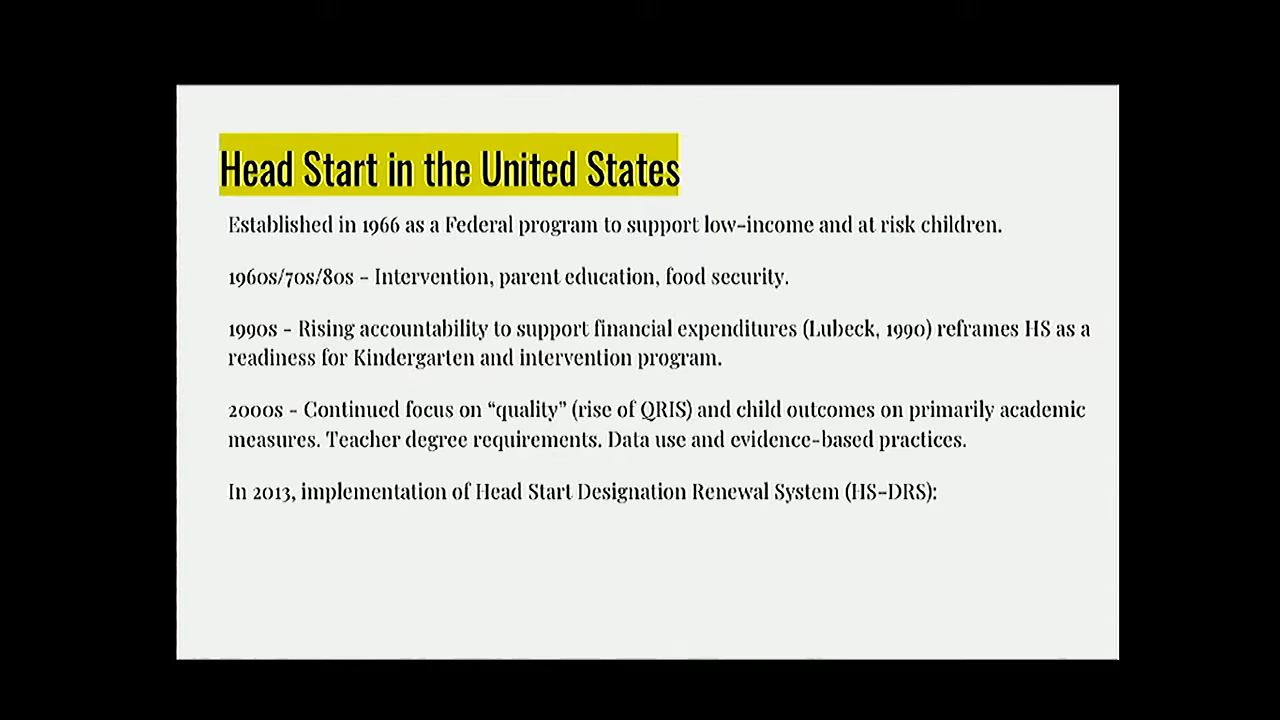 Head Start in the United States
Established in 1966 as a Federal program to support low-income and at risk children.
1960s/70s/80s - Intervention, parent education, food security.
1990s - Rising accountability to support financial expenditures (Lubeck, 1990) reframes HS as a
readiness for Kindergarten and intervention program.
2000s - Continued focus on “quality” (rise of QRIS) and child outcomes on primarily academic
measures. Teacher degree requirements. Data use and evidence-based practices.
In 2013, implementation of Head Start Designation Renewal System (HS-DRS):